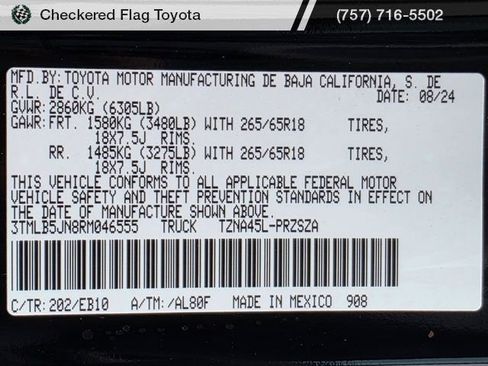 Checkered Flag Toyota (757) 716-5502
MFD.BY:TOYOTA MOTOR MANUFACTURING DE BAJA CALIFORNIA, S. DE
R.L. DE C.V. DATE: 08/24
GVWR: 2860KG (6305LB)
GAWR: FRT. 1580KG (3480LB) WITH 265/65R18 TIRES,
18X7.5J RIMS.
RR. 1485KG (3275LB) WITH 265/65R18 TIRES,
18X7.5J RIMS.
THIS VEHICLE CONFORMS TO ALL APPLICABLE FEDERAL MOTOR
VEHICLE SAFETY AND THEFT PREVENTION STANDARDS IN EFFECT ON
THE DATE OF MANUFACTURE SHOWN ABOVE.
3TMLB5JN8RM046555 TRUCK TZNA45L-PRZSZA
C/TR: 202/EB10 A/TM: /AL80F MADE IN MEXICO 908